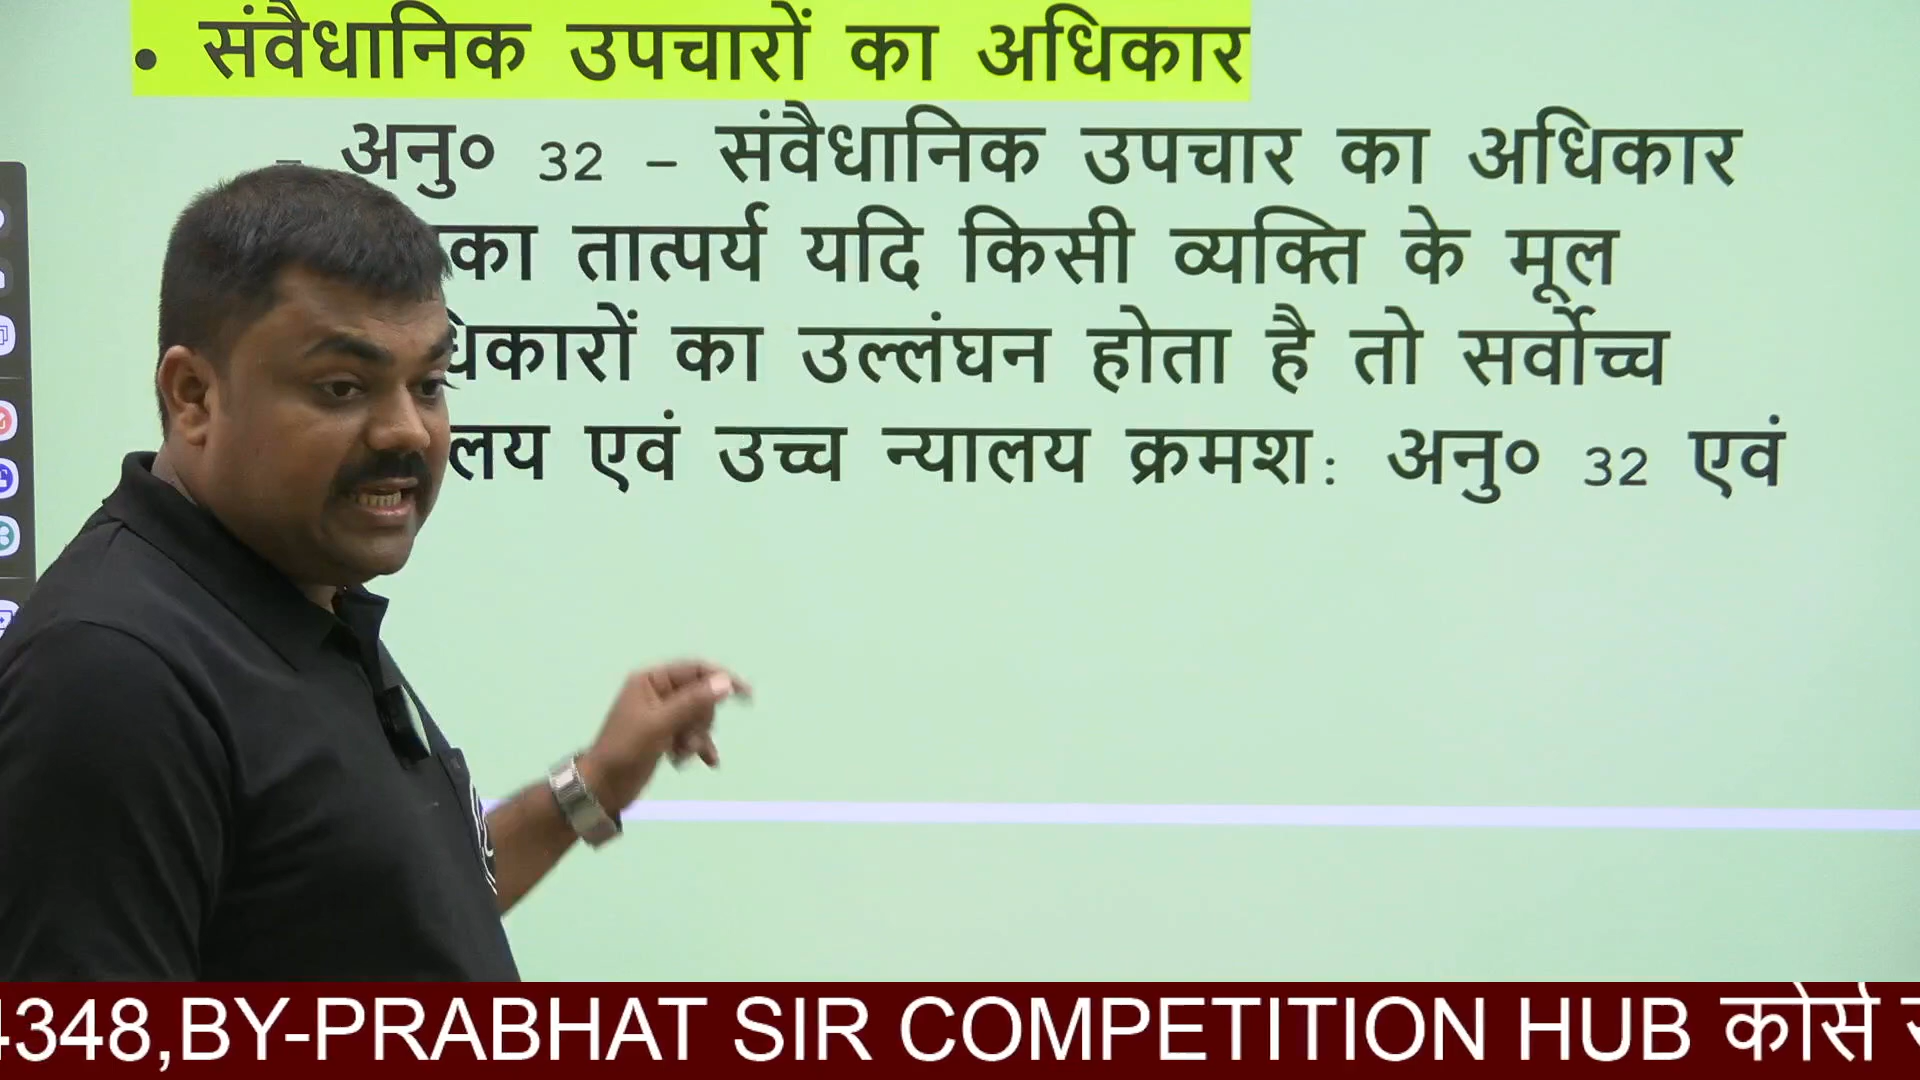 • संवैधानिक उपचारों का अधिकार
- अनु० 32 – संवैधानिक उपचार का अधिकार
का तात्पर्य यदि किसी व्यक्ति के मूल
धिकारों का उल्लंघन होता है तो सर्वोच्च
लय एवं उच्च न्यालय क्रमश: अनु० 32 एवं
4348,BY-PRABHAT SIR COMPETITION HUB कोर्स